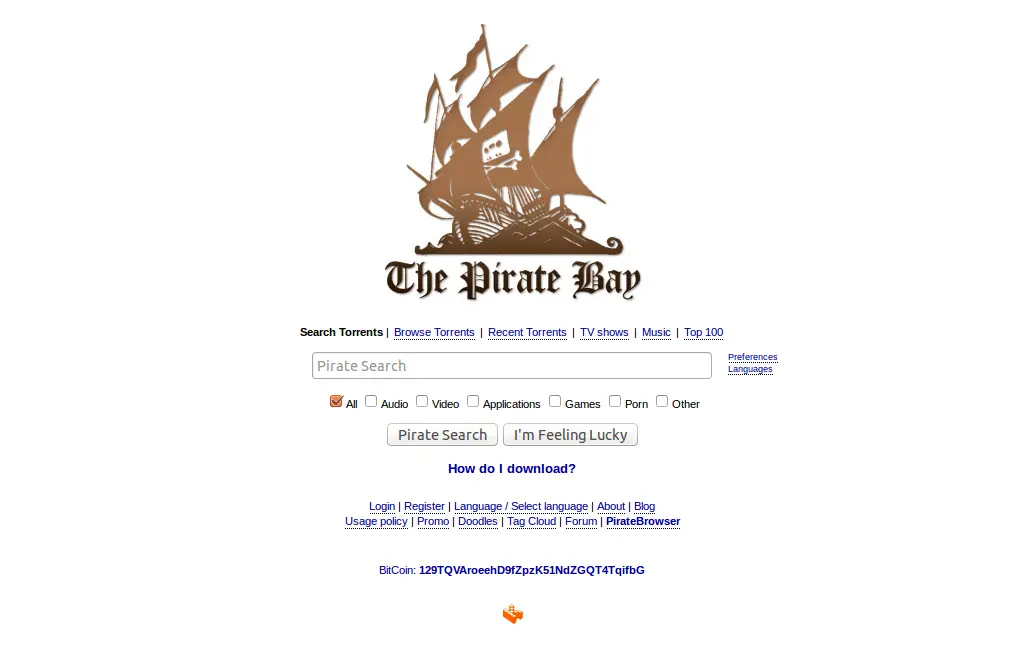 The Pirate Bay
Search Torrents | Browse Torrents | Recent Torrents | TV shows | Music | Top 100
Pirate Search
Preferences
Languages
All Audio Video Applications Games Porn Other
Pirate Search I'm Feeling Lucky
How do I download?
Login | Register | Language / Select language | About | Blog
Usage policy | Promo | Doodles | Tag Cloud | Forum | PirateBrowser
BitCoin: 129TQVAroeehD9fZpzK51NdZGQT4TqifbG